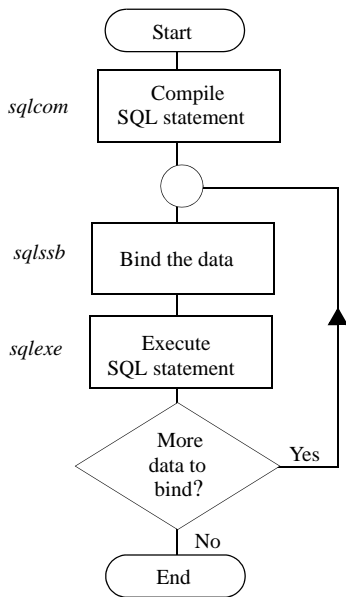 Start
sqlcom
Compile
SQL statement
sqlssb
Bind the data
sqlexe
Execute
SQL statement
More
data to
bind?
Yes
No
End